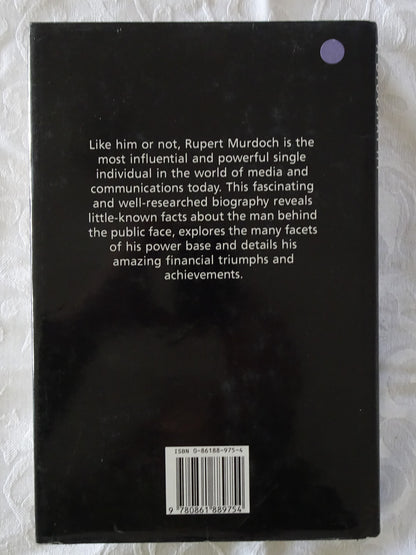 Like him or not, Rupert Murdoch is the
most influential and powerful single
individual in the world of media and
communications today. This fascinating
and well-researched biography reveals
little-known facts about the man behind
the public face, explores the many facets
of his power base and details his
amazing financial triumphs and
achievements.
ISBN 0-86188-975-4
9 780861 889754